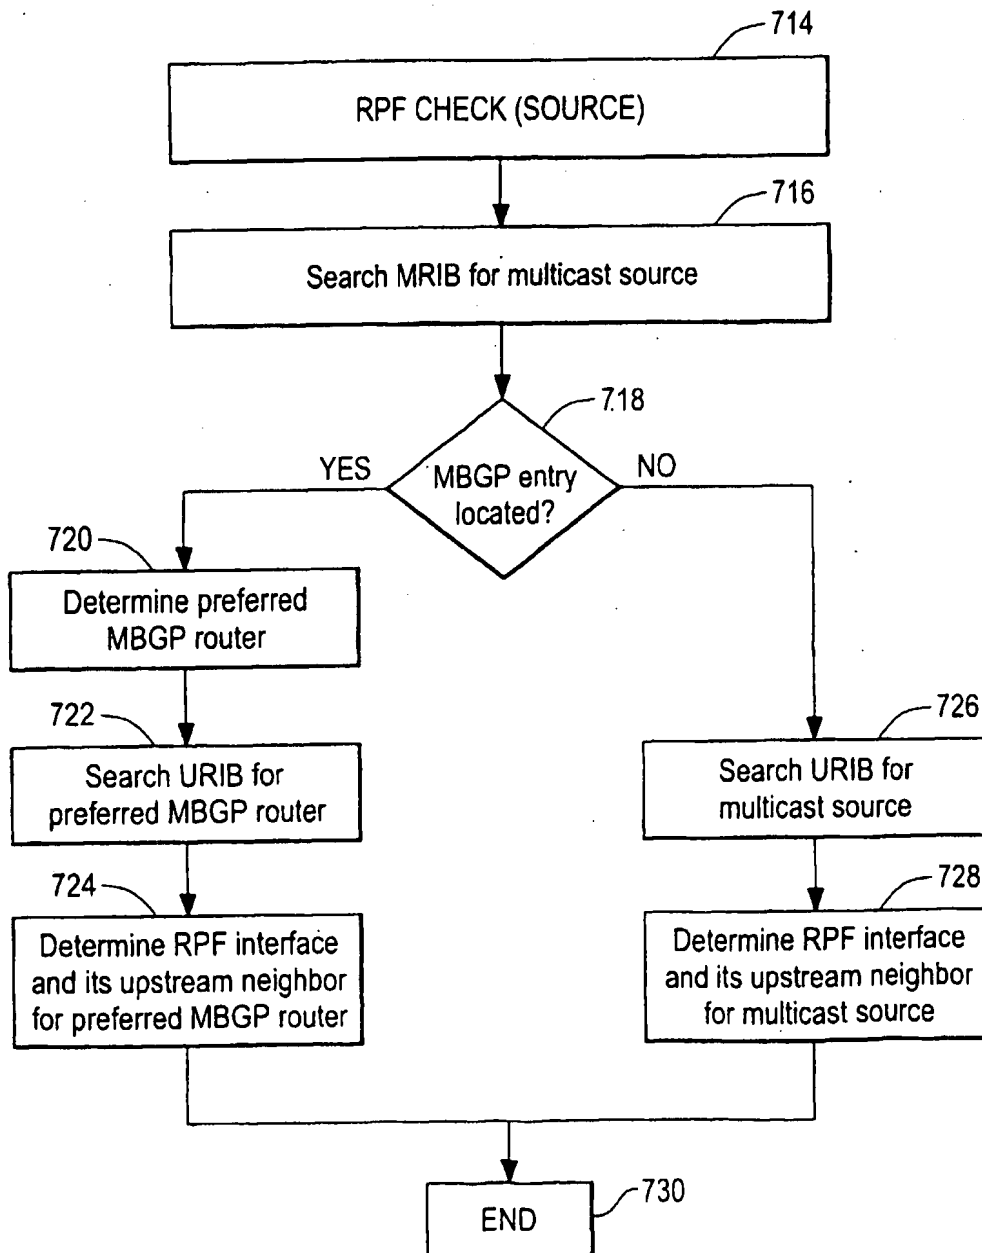 714
RPF CHECK (SOURCE)
716
Search MRIB for multicast source
718
MBGP entry
located?
YES
NO
720
Determine preferred
MBGP router
722
Search URIB for
preferred MBGP router
724
Determine RPF interface
and its upstream neighbor
for preferred MBGP router
726
Search URIB for
multicast source
728
Determine RPF interface
and its upstream neighbor
for multicast source
730
END